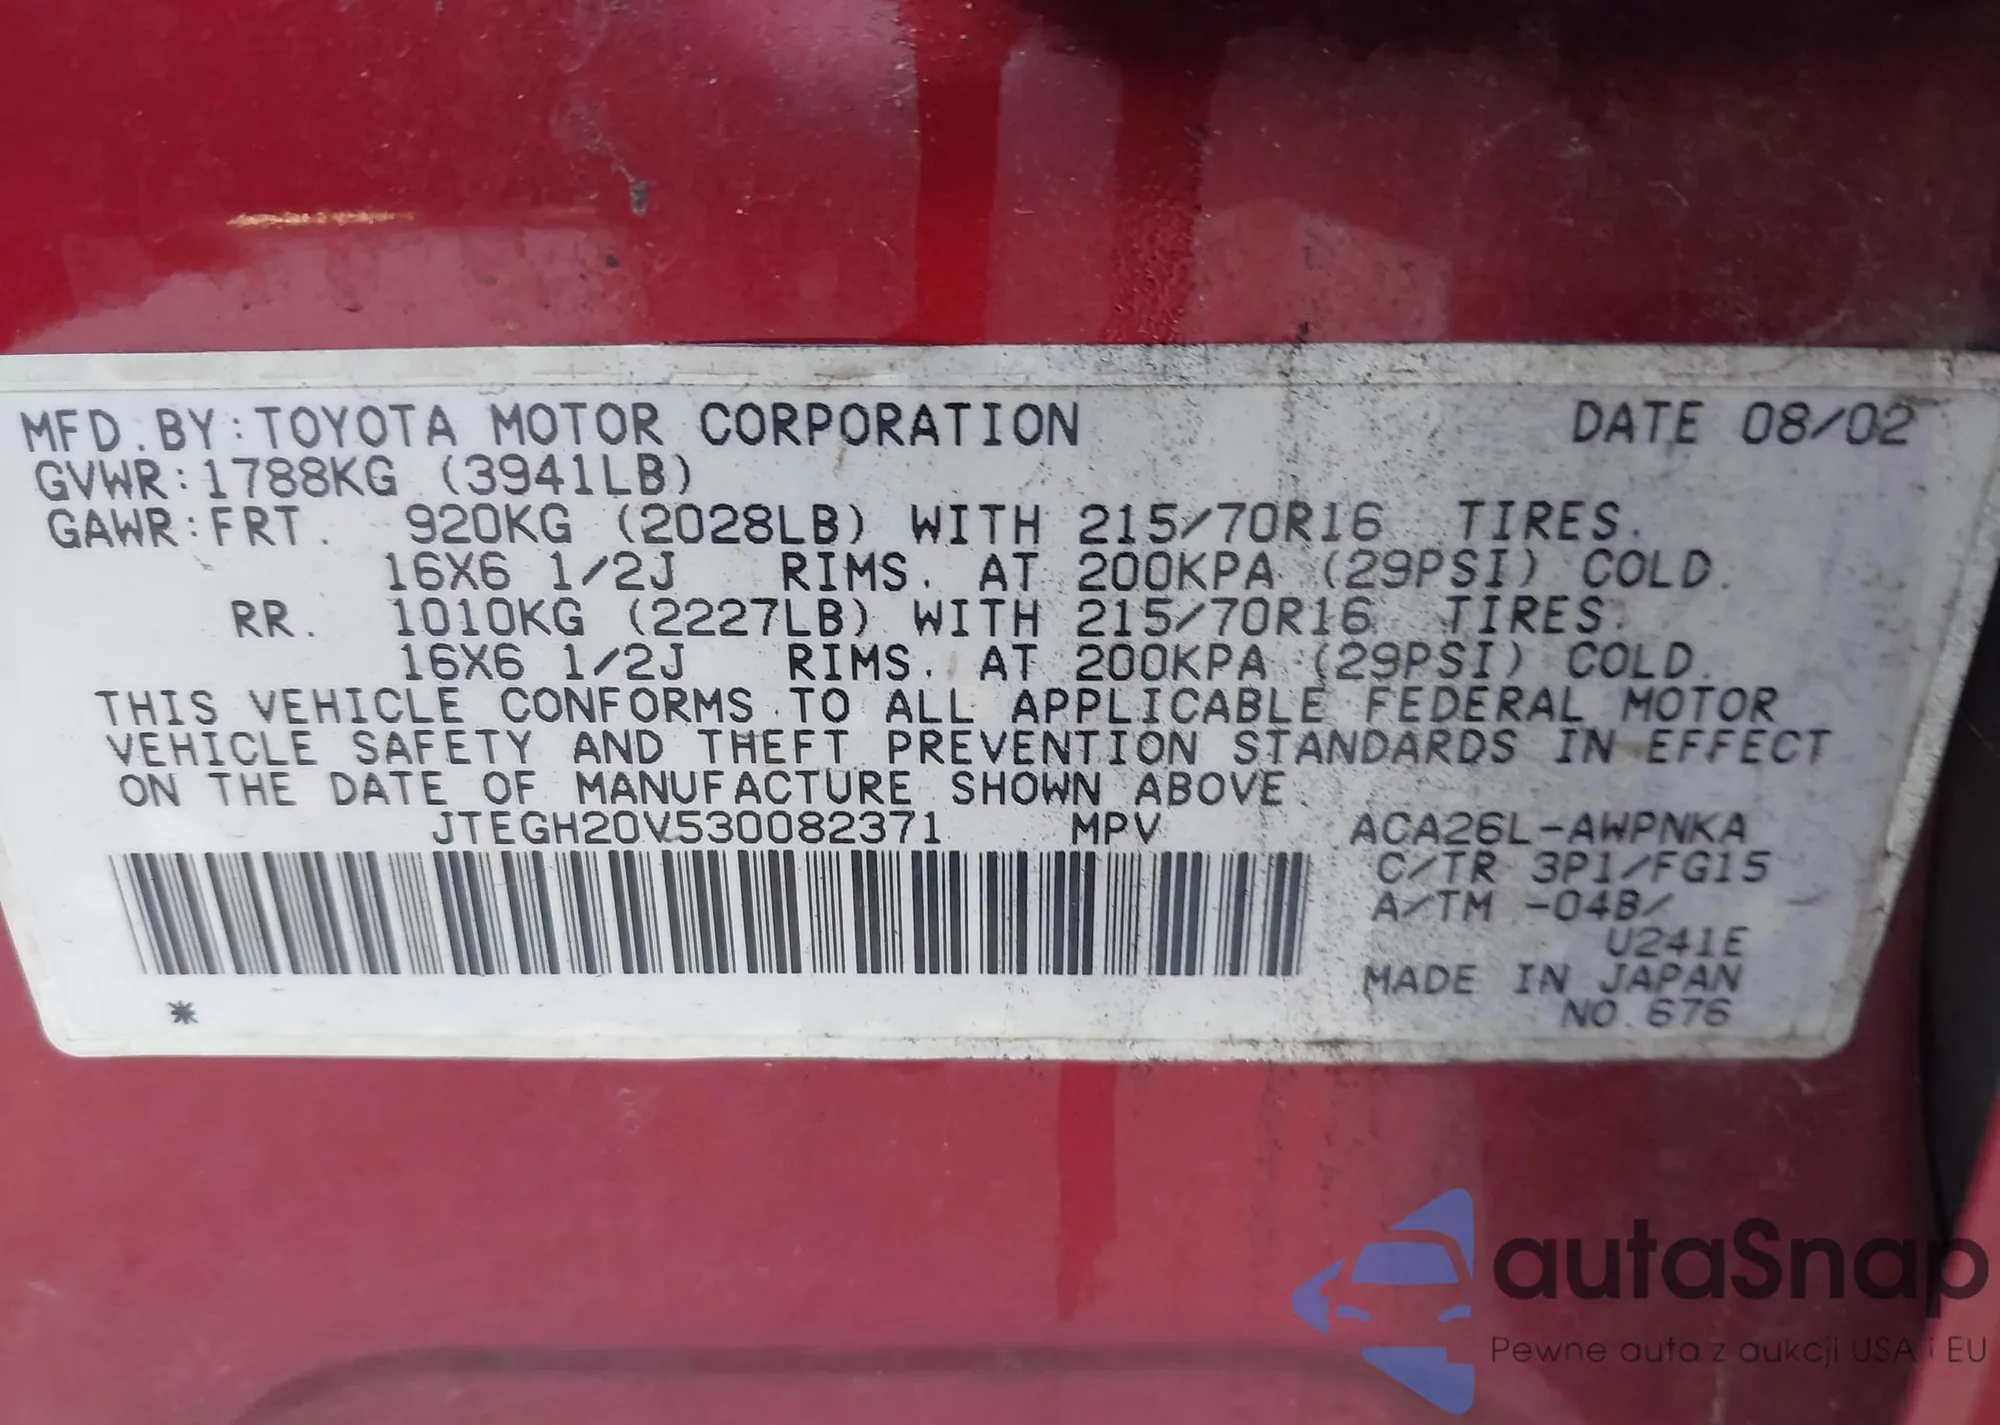 MFD.BY:TOYOTA MOTOR CORPORATION DATE 08/02
GVWR:1788KG (3941LB)
GAWR:FRT. 920KG (2028LB) WITH 215/70R16 TIRES.
16X6 1/2J RIMS. AT 200KPA (29PSI) COLD.
RR. 1010KG (2227LB) WITH 215/70R16 TIRES.
16X6 1/2J RIMS. AT 200KPA (29PSI) COLD.
THIS VEHICLE CONFORMS TO ALL APPLICABLE FEDERAL MOTOR
VEHICLE SAFETY AND THEFT PREVENTION STANDARDS IN EFFECT
ON THE DATE OF MANUFACTURE SHOWN ABOVE.
JTEGH20V530082371 MPV ACA26L-AWPNKA
C/TR 3P1/FG15
A/TM -04B/
U241E
MADE IN JAPAN
NO.676
*
autaSnap
Pewne auta z aukcji USA i EU